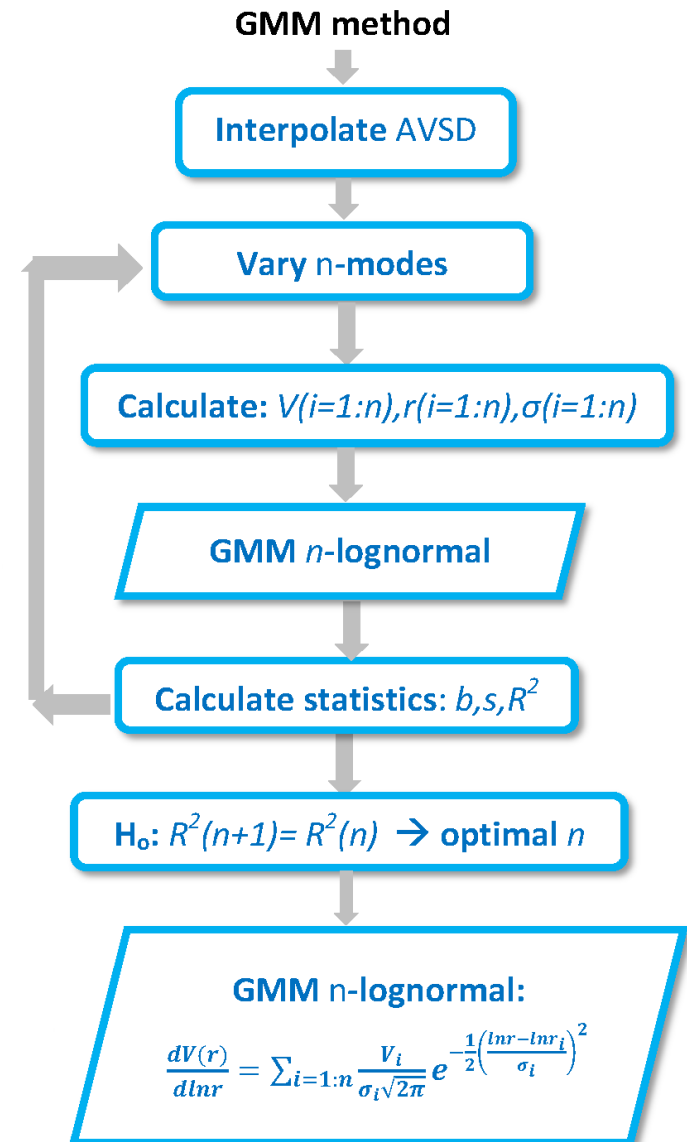 GMM method
Interpolate AVSD
Vary n-modes
Calculate: V(i=1:n),r(i=1:n),σ(i=1:n)
GMM n-lognormal
Calculate statistics: b,s,R²
Hₒ: R²(n+1)= R²(n) → optimal n
GMM n-lognormal:
dV(r)/dlnr = ∑ᵢ₌₁:ₙ Vᵢ/(σᵢ√2π) e^(-1/2((lnr−lnrᵢ)/σᵢ)²)